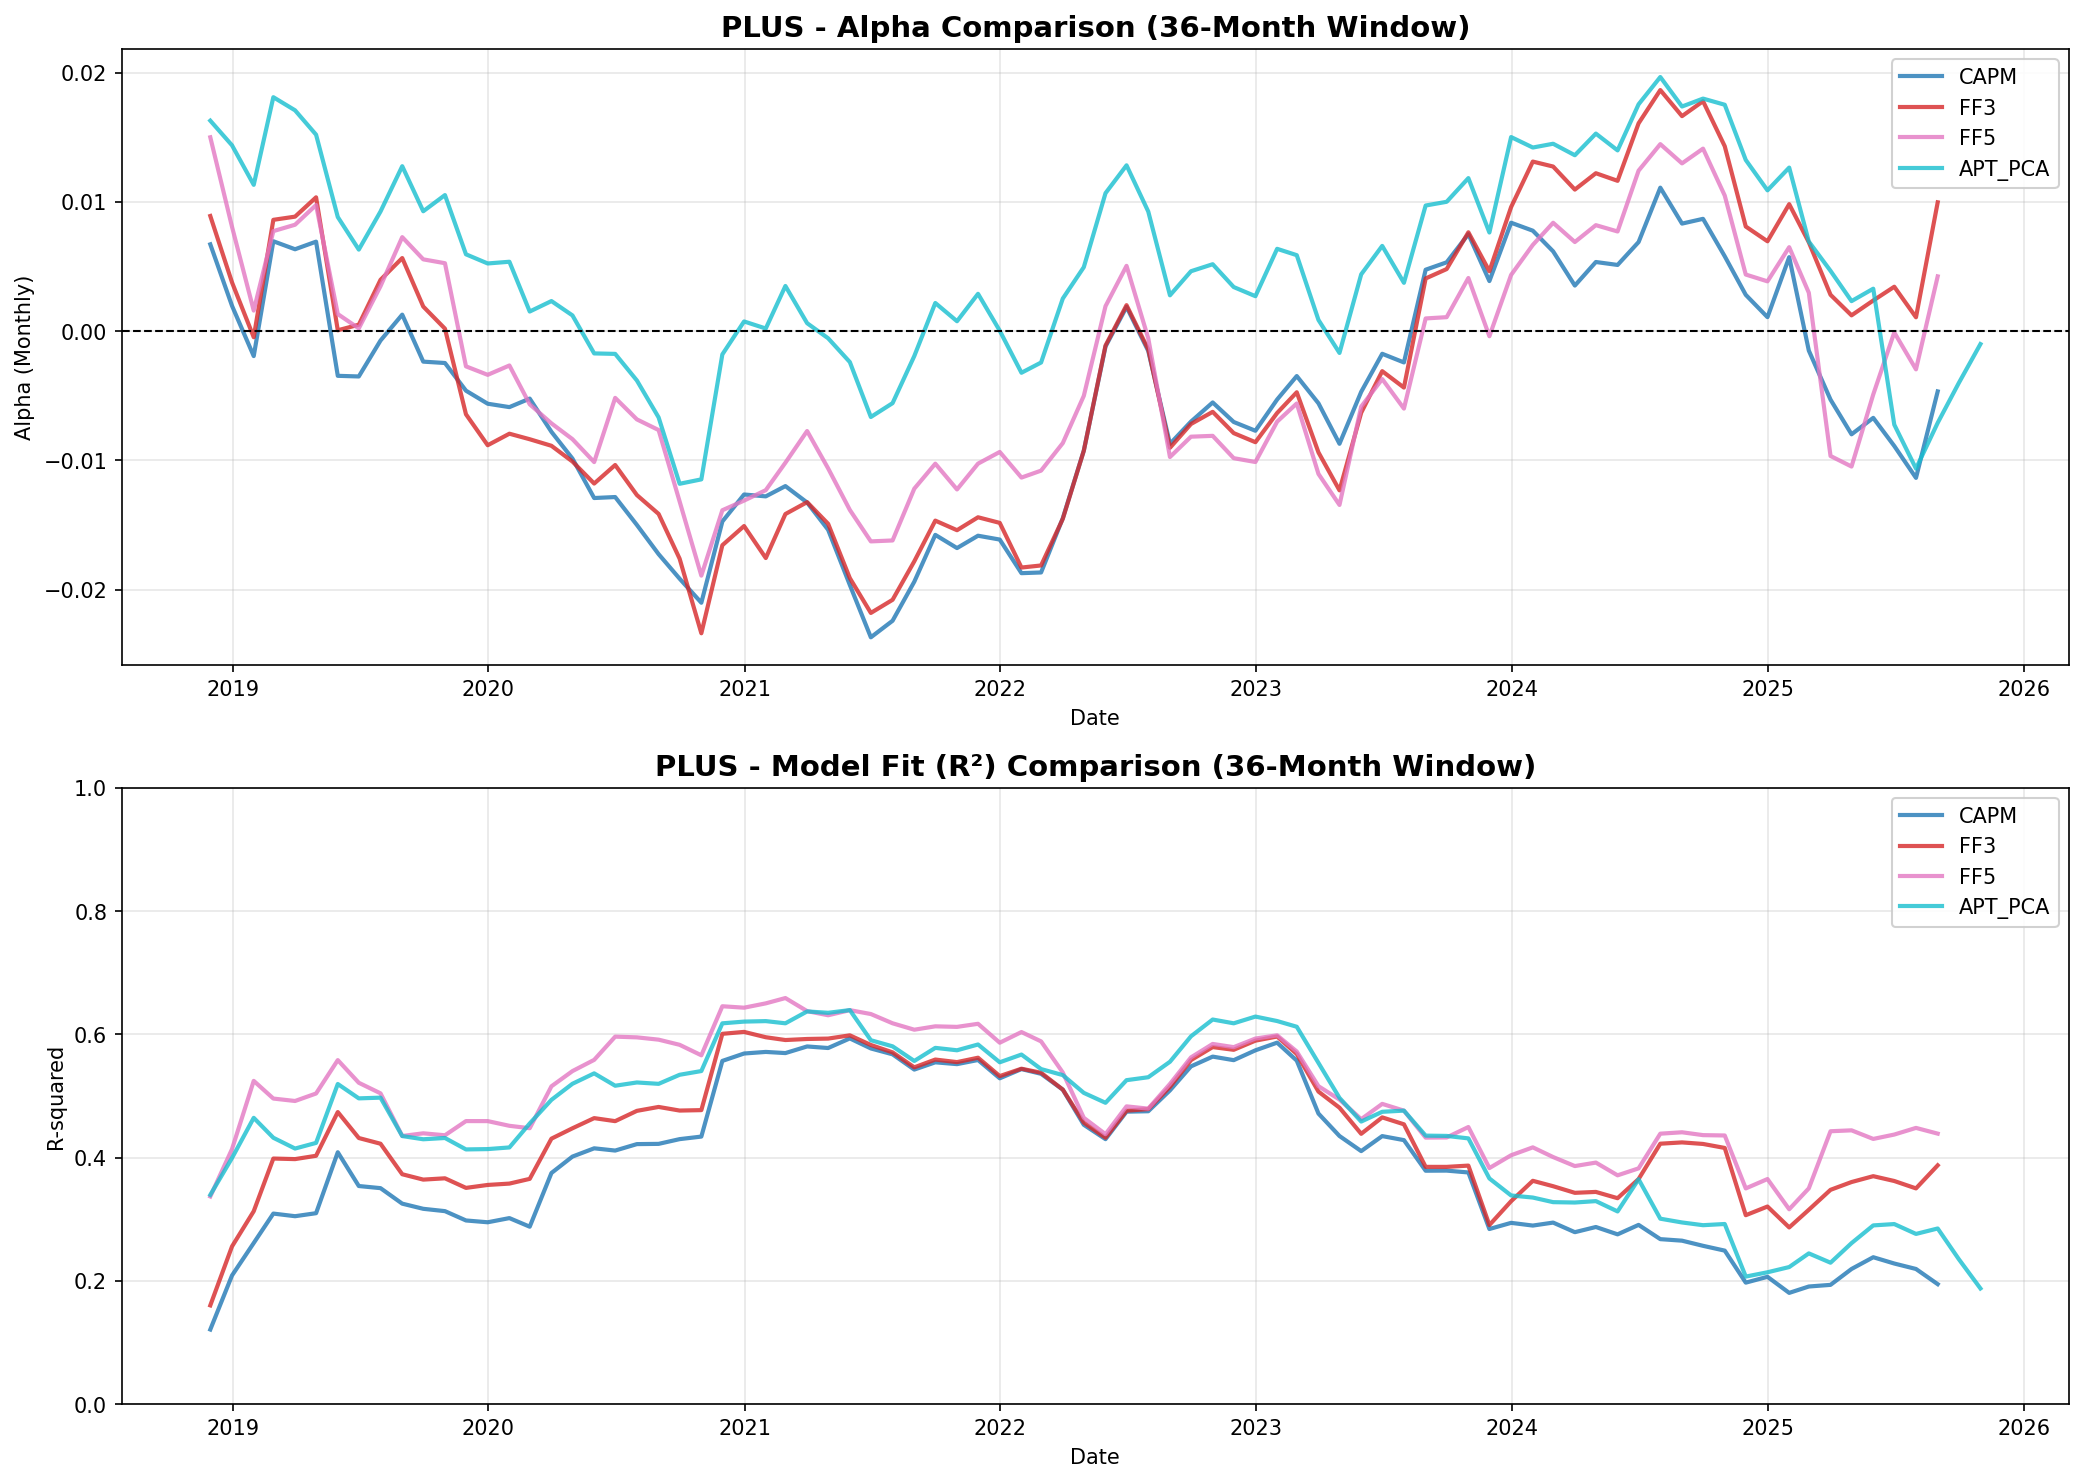 PLUS - Alpha Comparison (36-Month Window)
0.02
0.01
0.00
−0.01
−0.02
Alpha (Monthly)
CAPM
FF3
FF5
APT_PCA
2019 2020 2021 2022 2023 2024 2025 2026
Date
PLUS - Model Fit (R²) Comparison (36-Month Window)
1.0
0.8
0.6
0.4
0.2
0.0
R-squared
CAPM
FF3
FF5
APT_PCA
2019 2020 2021 2022 2023 2024 2025 2026
Date